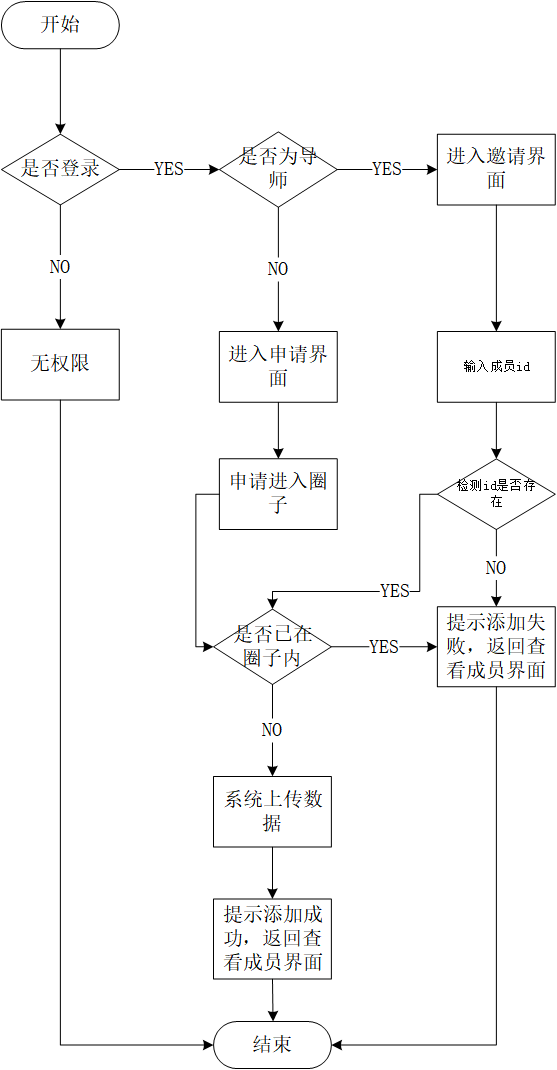 开始
是否登录
YES
是否为导
师
YES
进入邀请界
面
NO
NO
无权限
进入申请界
面
输入成员id
申请进入圈
子
检测id是否存
在
YES
NO
是否已在
圈子内
YES
提示添加失
败，返回查
看成员界面
NO
系统上传数
据
提示添加成
功，返回查
看成员界面
结束